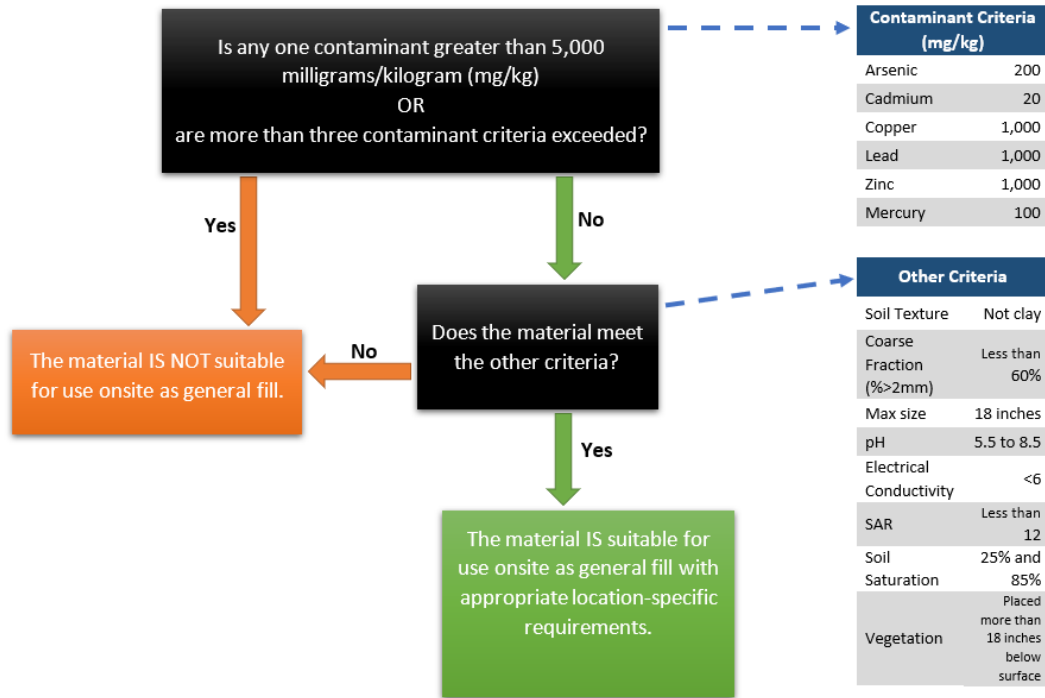 Is any one contaminant greater than 5,000
milligrams/kilogram (mg/kg)
OR
are more than three contaminant criteria exceeded?
Yes
No
The material IS NOT suitable
for use onsite as general fill.
No
Does the material meet
the other criteria?
Yes
The material IS suitable for
use onsite as general fill with
appropriate location-specific
requirements.
Contaminant Criteria
(mg/kg)
Arsenic 200
Cadmium 20
Copper 1,000
Lead 1,000
Zinc 1,000
Mercury 100
Other Criteria
Soil Texture Not clay
Coarse
Fraction
(%>2mm)
Less than
60%
Max size 18 inches
pH 5.5 to 8.5
Electrical
Conductivity
<6
SAR
Less than
12
Soil
Saturation
25% and
85%
Vegetation
Placed
more than
18 inches
below
surface